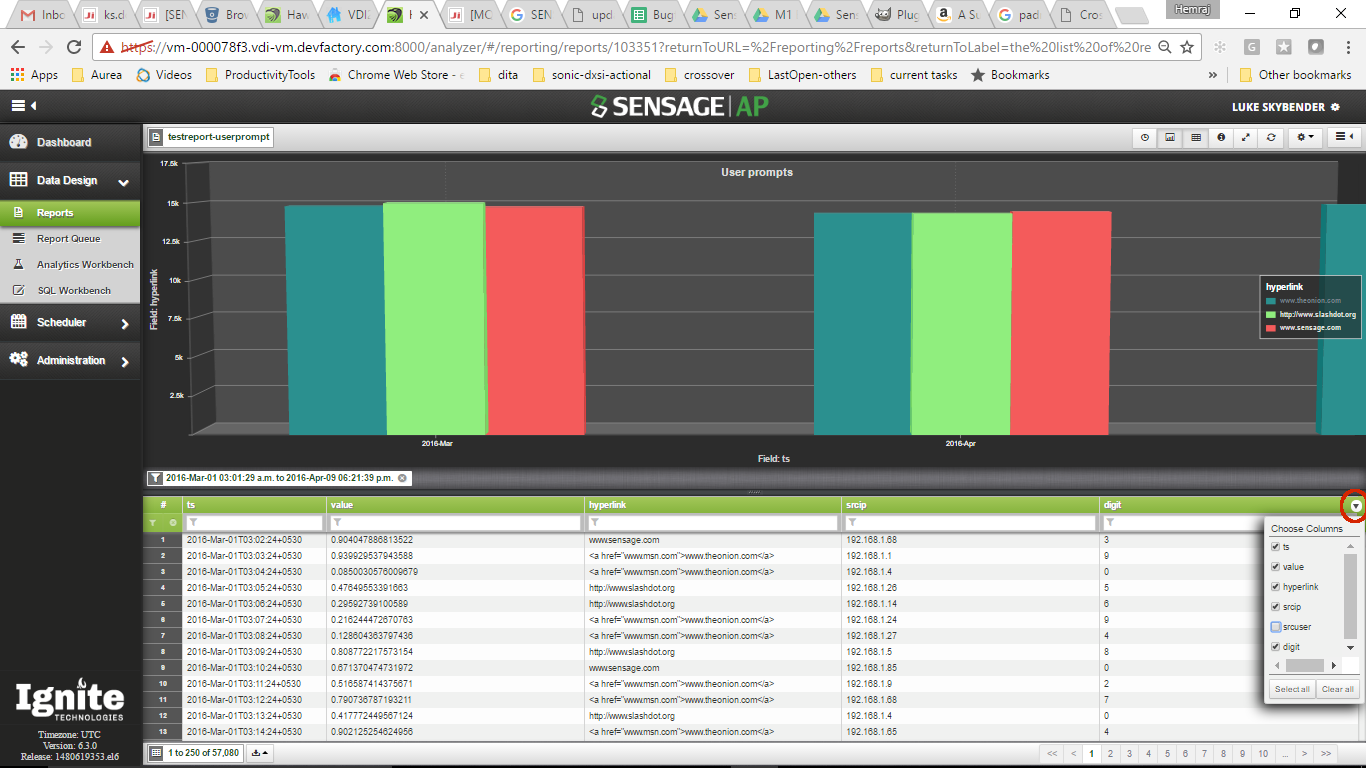 Inbo
ks.d
[SEN
Brow
Haw
VDI2
H
[MC
SEN
upd
Bug
Sens
M1
Sens
Plug
A Su
pad
Cros
Hemraj
https://vm-000078f3.vdi-vm.devfactory.com:8000/analyzer/#/reporting/reports/103351?returnToURL=%2Freporting%2Freports&returnToLabel=the%20list%20of%20re
Apps Aurea Videos ProductivityTools Chrome Web Store - e dita sonic-dxsi-actional crossover LastOpen-others current tasks Bookmarks » Other bookmarks
SENSAGE|AP
LUKE SKYBENDER
Dashboard
Data Design
Reports
Report Queue
Analytics Workbench
SQL Workbench
Scheduler
Administration
Ignite
TECHNOLOGIES
Timezone: UTC
Version: 6.3.0
Release: 1480619353.el6
testreport-userprompt
User prompts
17.5k
15k
12.5k
10k
7.5k
5k
2.5k
Field: hyperlink
2016-Mar
2016-Apr
Field: ts
hyperlink
www.theonion.com
http://www.slashdot.org
www.sensage.com
2016-Mar-01 03:01:29 a.m. to 2016-Apr-09 06:21:39 p.m.
# ts value hyperlink srcip digit
1 2016-Mar-01T03:02:24+0530 0.904047886813522 www.sensage.com 192.168.1.68 3
2 2016-Mar-01T03:03:24+0530 0.939929537943588 <a href="www.msn.com">www.theonion.com</a> 192.168.1.1 9
3 2016-Mar-01T03:04:24+0530 0.0850030576009679 <a href="www.msn.com">www.theonion.com</a> 192.168.1.4 0
4 2016-Mar-01T03:05:24+0530 0.47649553391663 http://www.slashdot.org 192.168.1.26 5
5 2016-Mar-01T03:06:24+0530 0.29592739100589 http://www.slashdot.org 192.168.1.14 6
6 2016-Mar-01T03:07:24+0530 0.216244472670763 <a href="www.msn.com">www.theonion.com</a> 192.168.1.24 9
7 2016-Mar-01T03:08:24+0530 0.128604363797436 <a href="www.msn.com">www.theonion.com</a> 192.168.1.27 4
8 2016-Mar-01T03:09:24+0530 0.808772217573154 http://www.slashdot.org 192.168.1.5 8
9 2016-Mar-01T03:10:24+0530 0.671370474731972 www.sensage.com 192.168.1.85 0
10 2016-Mar-01T03:11:24+0530 0.516587414375671 <a href="www.msn.com">www.theonion.com</a> 192.168.1.9 2
11 2016-Mar-01T03:12:24+0530 0.790736787193211 <a href="www.msn.com">www.theonion.com</a> 192.168.1.68 7
12 2016-Mar-01T03:13:24+0530 0.417772449567124 http://www.slashdot.org 192.168.1.4 0
13 2016-Mar-01T03:14:24+0530 0.902125254624956 <a href="www.msn.com">www.theonion.com</a> 192.168.1.65 4
Choose Columns
ts
value
hyperlink
srcip
srcuser
digit
Select all Clear all
1 to 250 of 57,080
<< < 1 2 3 4 5 6 7 8 9 10 ... > >>